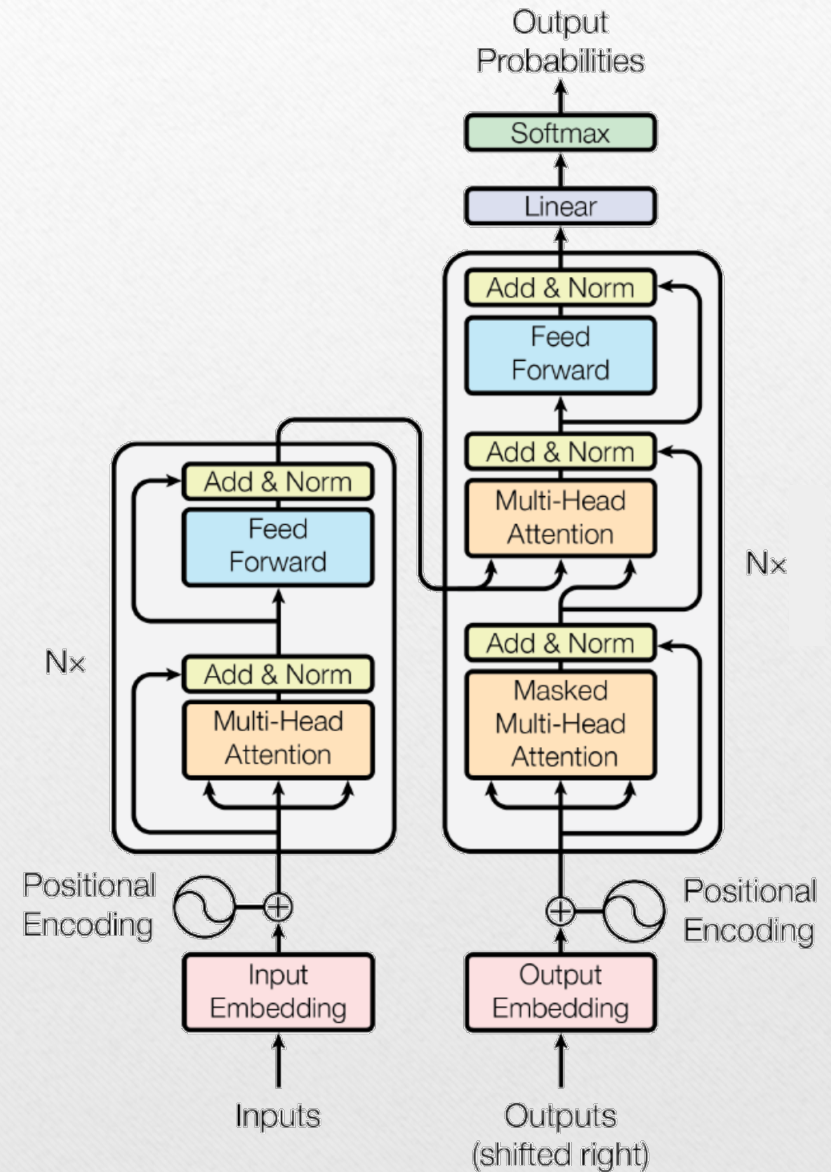 Output
Probabilities
Softmax
Linear
Add & Norm
Feed
Forward
Add & Norm
Multi-Head
Attention
Add & Norm
Masked
Multi-Head
Attention
Nx
Positional
Encoding
Output
Embedding
Outputs
(shifted right)
Add & Norm
Feed
Forward
Add & Norm
Multi-Head
Attention
Nx
Positional
Encoding
Input
Embedding
Inputs